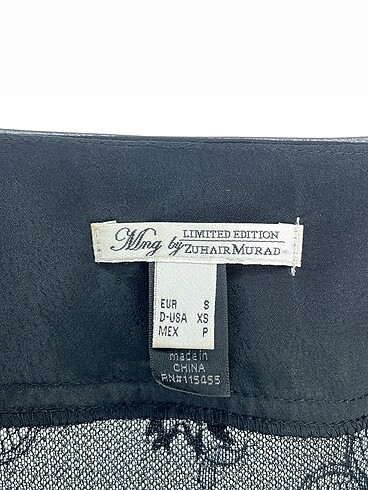 Mng by LIMITED EDITION
ZUHAIR MURAD
EUR S
D-USA XS
MEX P
made in
CHINA
RN#115455